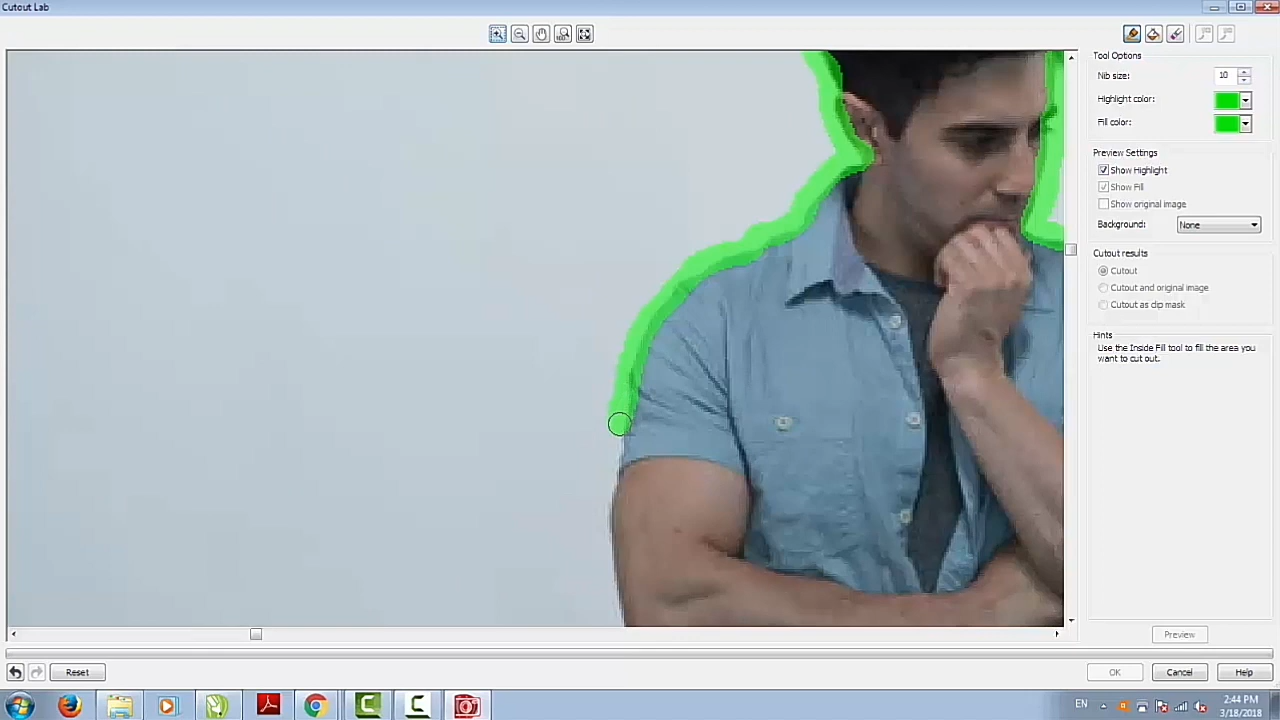 Cutout Lab
Tool Options
Nib size:
10
Highlight color:
Fill color:
Preview Settings
Show Highlight
Show Fill
Show original image
Background:
None
Cutout results
Cutout
Cutout and original image
Cutout as clip mask
Hints
Use the Inside Fill tool to fill the area you
want to cut out.
Preview
Reset
OK
Cancel
Help
EN
2:44 PM
3/18/2018